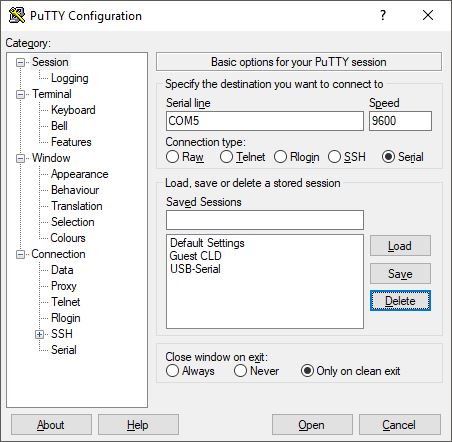 PuTTY Configuration
?
Category:
Session
Logging
Terminal
Keyboard
Bell
Features
Window
Appearance
Behaviour
Translation
Selection
Colours
Connection
Data
Proxy
Telnet
Rlogin
SSH
Serial
Basic options for your PuTTY session
Specify the destination you want to connect to
Serial line Speed
COM5 9600
Connection type:
Raw Telnet Rlogin SSH Serial
Load, save or delete a stored session
Saved Sessions
Default Settings
Guest CLD
USB-Serial
Load
Save
Delete
Close window on exit:
Always Never Only on clean exit
About Help Open Cancel